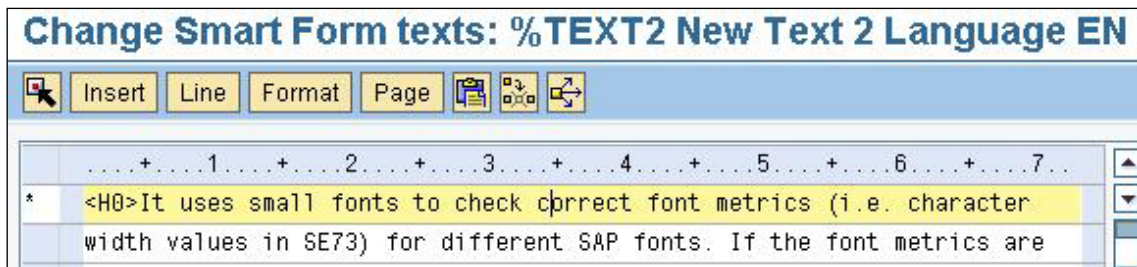 Change Smart Form texts: %TEXT2 New Text 2 Language EN
Insert Line Format Page
....+....1....+....2....+....3....+....4....+....5....+....6....+....7..
* <H0>It uses small fonts to check correct font metrics (i.e. character
width values in SE73) for different SAP fonts. If the font metrics are